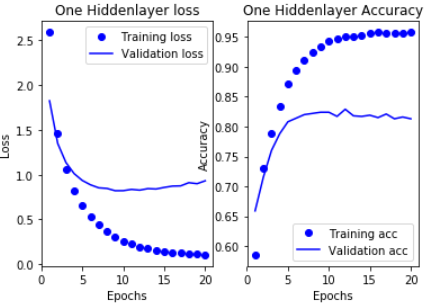 One Hiddenlayer loss
Training loss
Validation loss
2.5
2.0
1.5
1.0
0.5
0.0
Loss
0
5
10
15
20
Epochs
One Hiddenlayer Accuracy
0.95
0.90
0.85
0.80
0.75
0.70
0.65
0.60
Accuracy
Training acc
Validation acc
0
5
10
15
20
Epochs